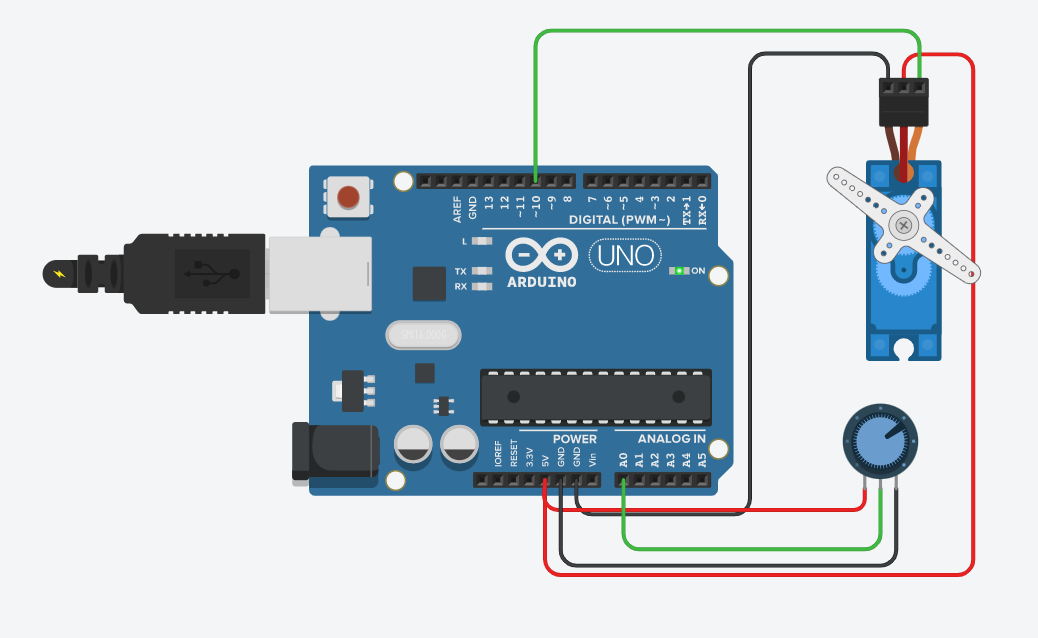 AREF
GND
13
12
~11
~10
~9
8
7
~6
~5
4
~3
2
TX→1
RX←0
DIGITAL (PWM~)
L
TX
RX
UNO
ARDUINO
ON
POWER
ANALOG IN
IOREF
RESET
3.3V
5V
GND
GND
Vin
A0
A1
A2
A3
A4
A5